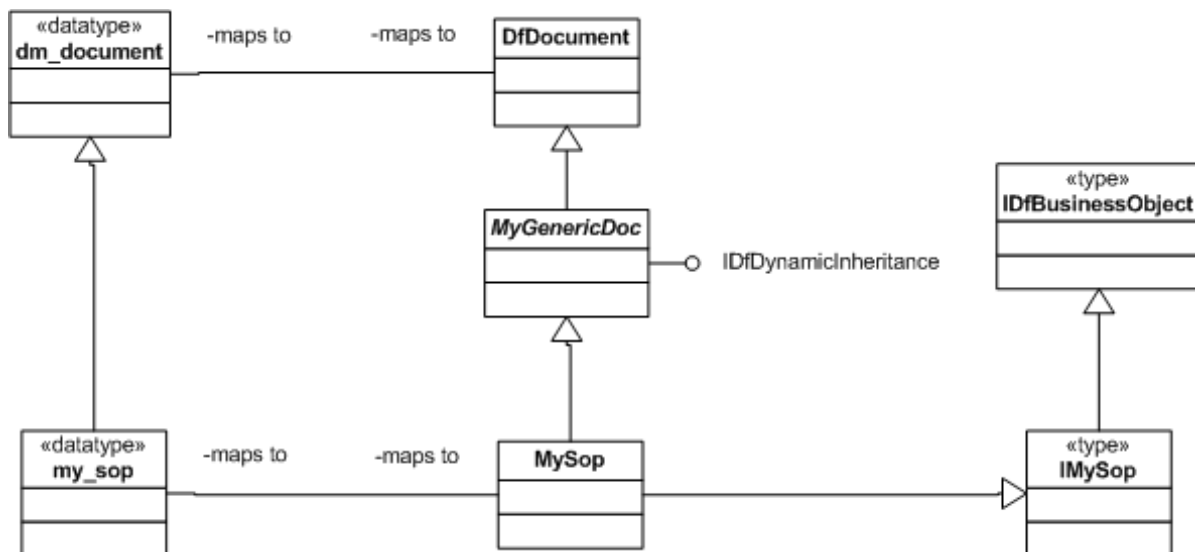 «datatype»
dm_document
-maps to
-maps to
DfDocument
«type»
IDfBusinessObject
MyGenericDoc
IDfDynamicInheritance
«datatype»
my_sop
-maps to
-maps to
MySop
«type»
IMySop